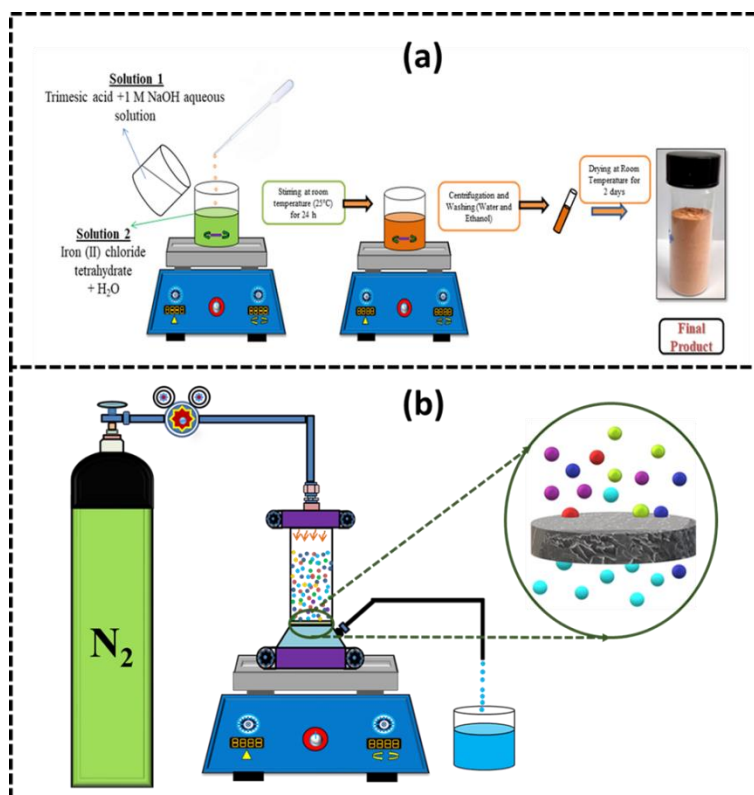 (a)
Solution 1
Trimesic acid +1 M NaOH aqueous
solution
Solution 2
Iron (II) chloride
tetrahydrate
+ H₂O
Stirring at room
temperature (25°C)
for 24 h
Centrifugation and
Washing (Water and
Ethanol)
Drying at Room
Temperature for
2 days
Final
Product
(b)
N₂